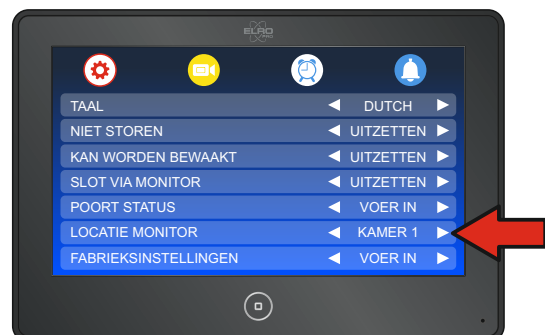 ELRO
PRO
TAAL DUTCH
NIET STOREN UITZETTEN
KAN WORDEN BEWAAKT UITZETTEN
SLOT VIA MONITOR UITZETTEN
POORT STATUS VOER IN
LOCATIE MONITOR KAMER 1
FABRIEKSINSTELLINGEN VOER IN